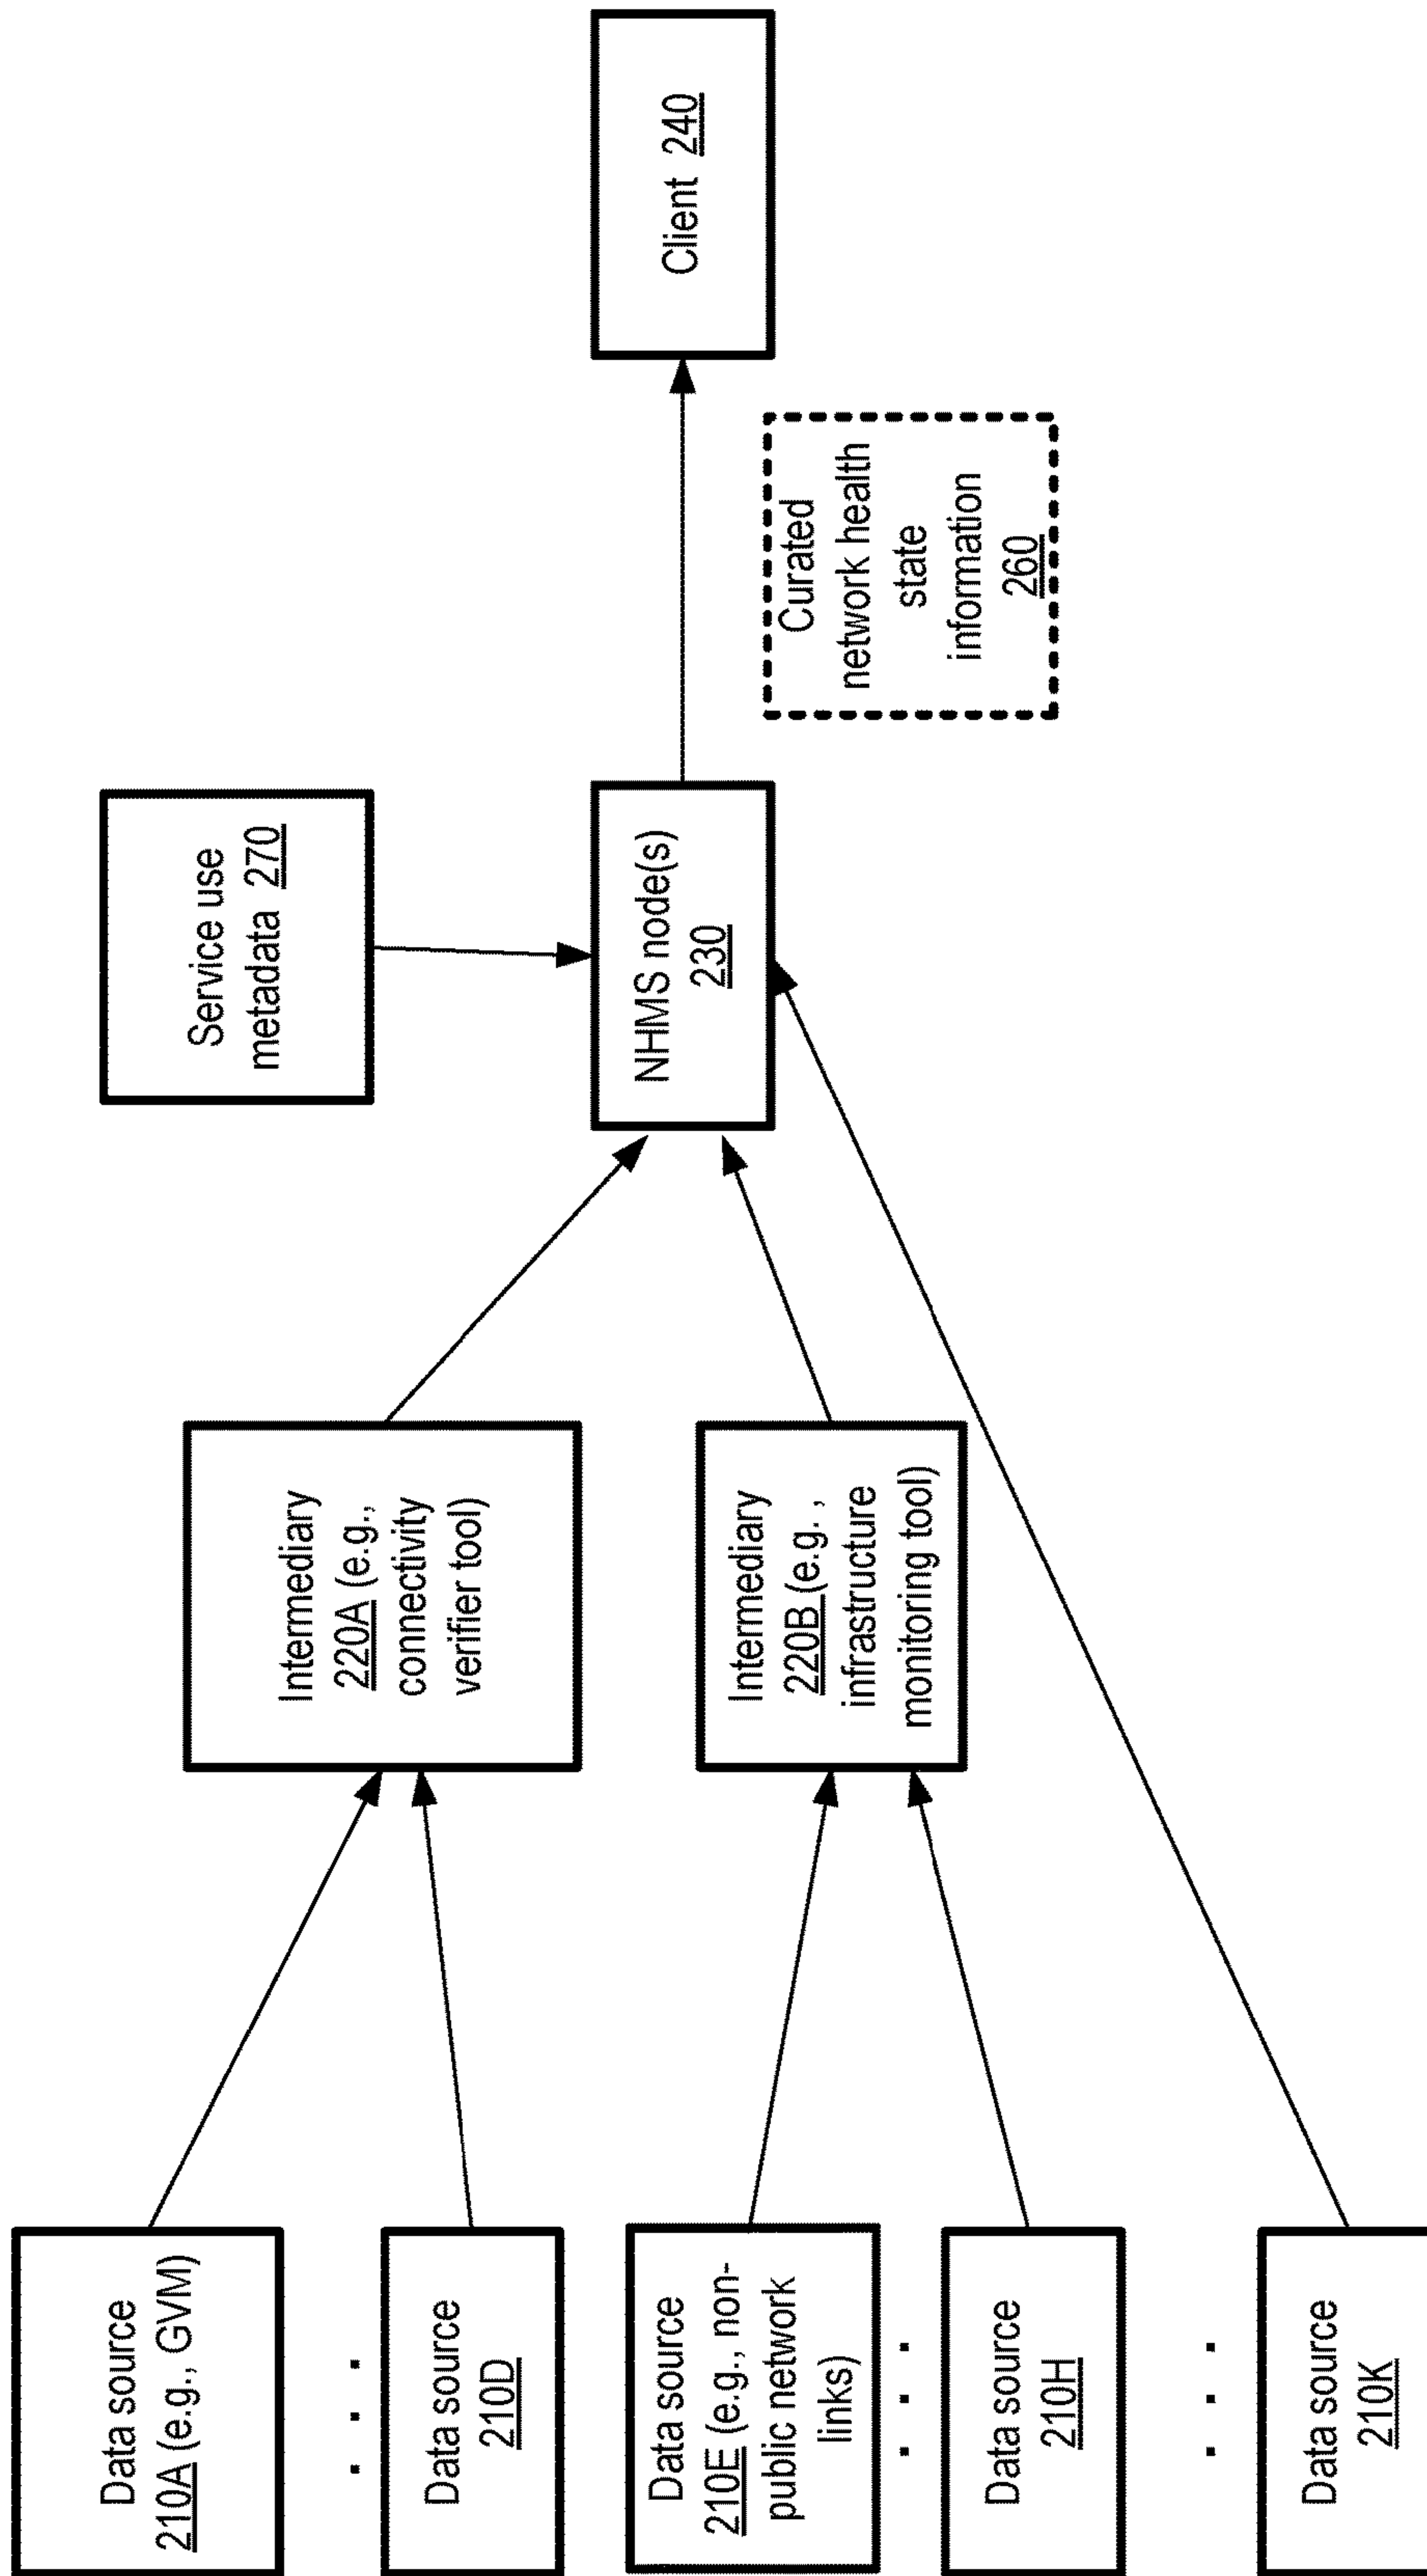 Data source
210A (e.g., GVM)
. . .
Data source
210D
Data source
210E (e.g., non-
public network
links)
. . .
Data source
210H
. . .
Data source
210K
Intermediary
220A (e.g.,
connectivity
verifier tool)
Intermediary
220B (e.g. ,
infrastructure
monitoring tool)
Service use
metadata 270
NHMS node(s)
230
Curated
network health
state
information
260
Client 240